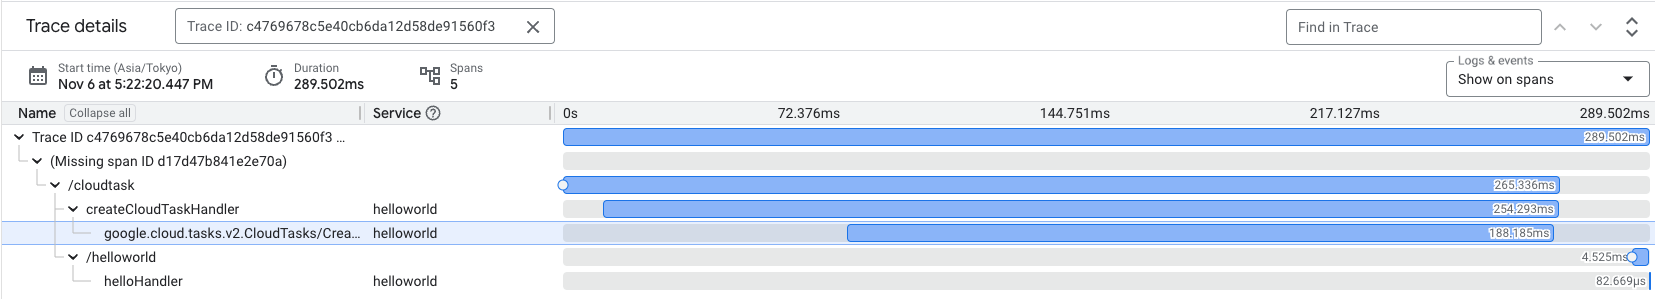 Trace details
Trace ID: c4769678c5e40cb6da12d58de91560f3
Find in Trace
Start time (Asia/Tokyo)
Nov 6 at 5:22:20.447 PM
Duration
289.502ms
Spans
5
Logs & events
Show on spans
Name Collapse all Service 0s 72.376ms 144.751ms 217.127ms 289.502ms
Trace ID c4769678c5e40cb6da12d58de91560f3 ... 289.502ms
(Missing span ID d17d47b841e2e70a)
/cloudtask 265.336ms
createCloudTaskHandler helloworld 254.293ms
google.cloud.tasks.v2.CloudTasks/Crea... helloworld 188.185ms
/helloworld 4.525ms
helloHandler 82.669µs